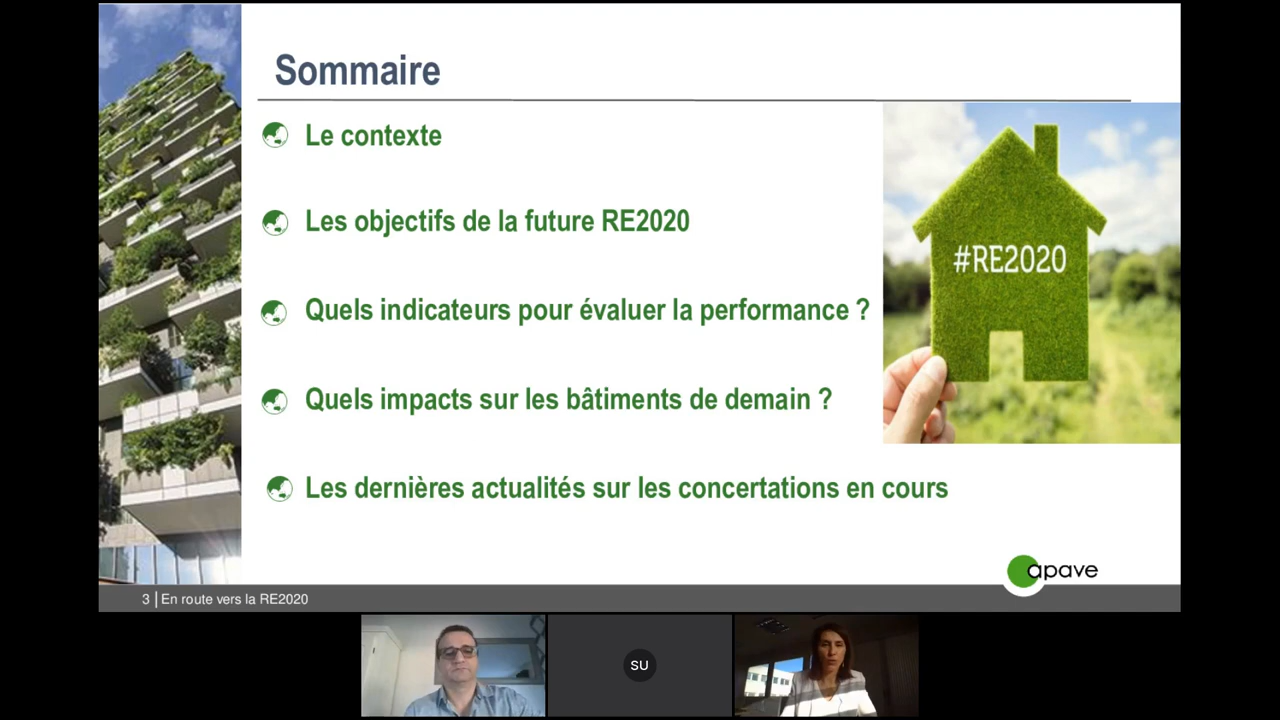 Sommaire
Le contexte
Les objectifs de la future RE2020
#RE2020
Quels indicateurs pour évaluer la performance ?
Quels impacts sur les bâtiments de demain ?
Les dernières actualités sur les concertations en cours
apave
3 | En route vers la RE2020
SU